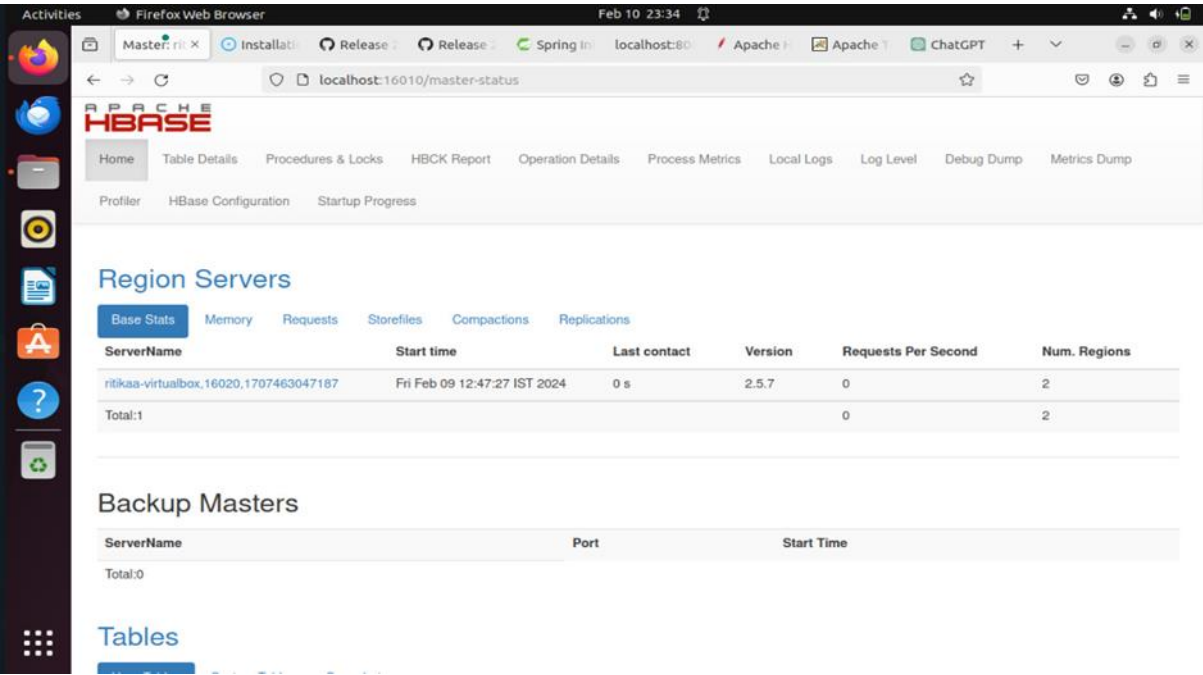 Activities Firefox Web Browser Feb 10 23:34
Master: rit Installati Release 2 Release 2 Spring In localhost:80 Apache H Apache T ChatGPT
localhost:16010/master-status
APACHE
HBASE
Home Table Details Procedures & Locks HBCK Report Operation Details Process Metrics Local Logs Log Level Debug Dump Metrics Dump
Profiler HBase Configuration Startup Progress
Region Servers
Base Stats Memory Requests Storefiles Compactions Replications
ServerName Start time Last contact Version Requests Per Second Num. Regions
ritikaa-virtualbox,16020,1707463047187 Fri Feb 09 12:47:27 IST 2024 0 s 2.5.7 0 2
Total:1 0 2
Backup Masters
ServerName Port Start Time
Total:0
Tables